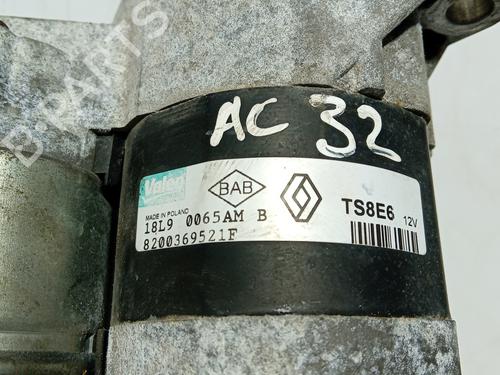 AC 32
Valeo
BAB
MADE IN POLAND
18L9 0065AM B
8200369521F
TS8E6
12V